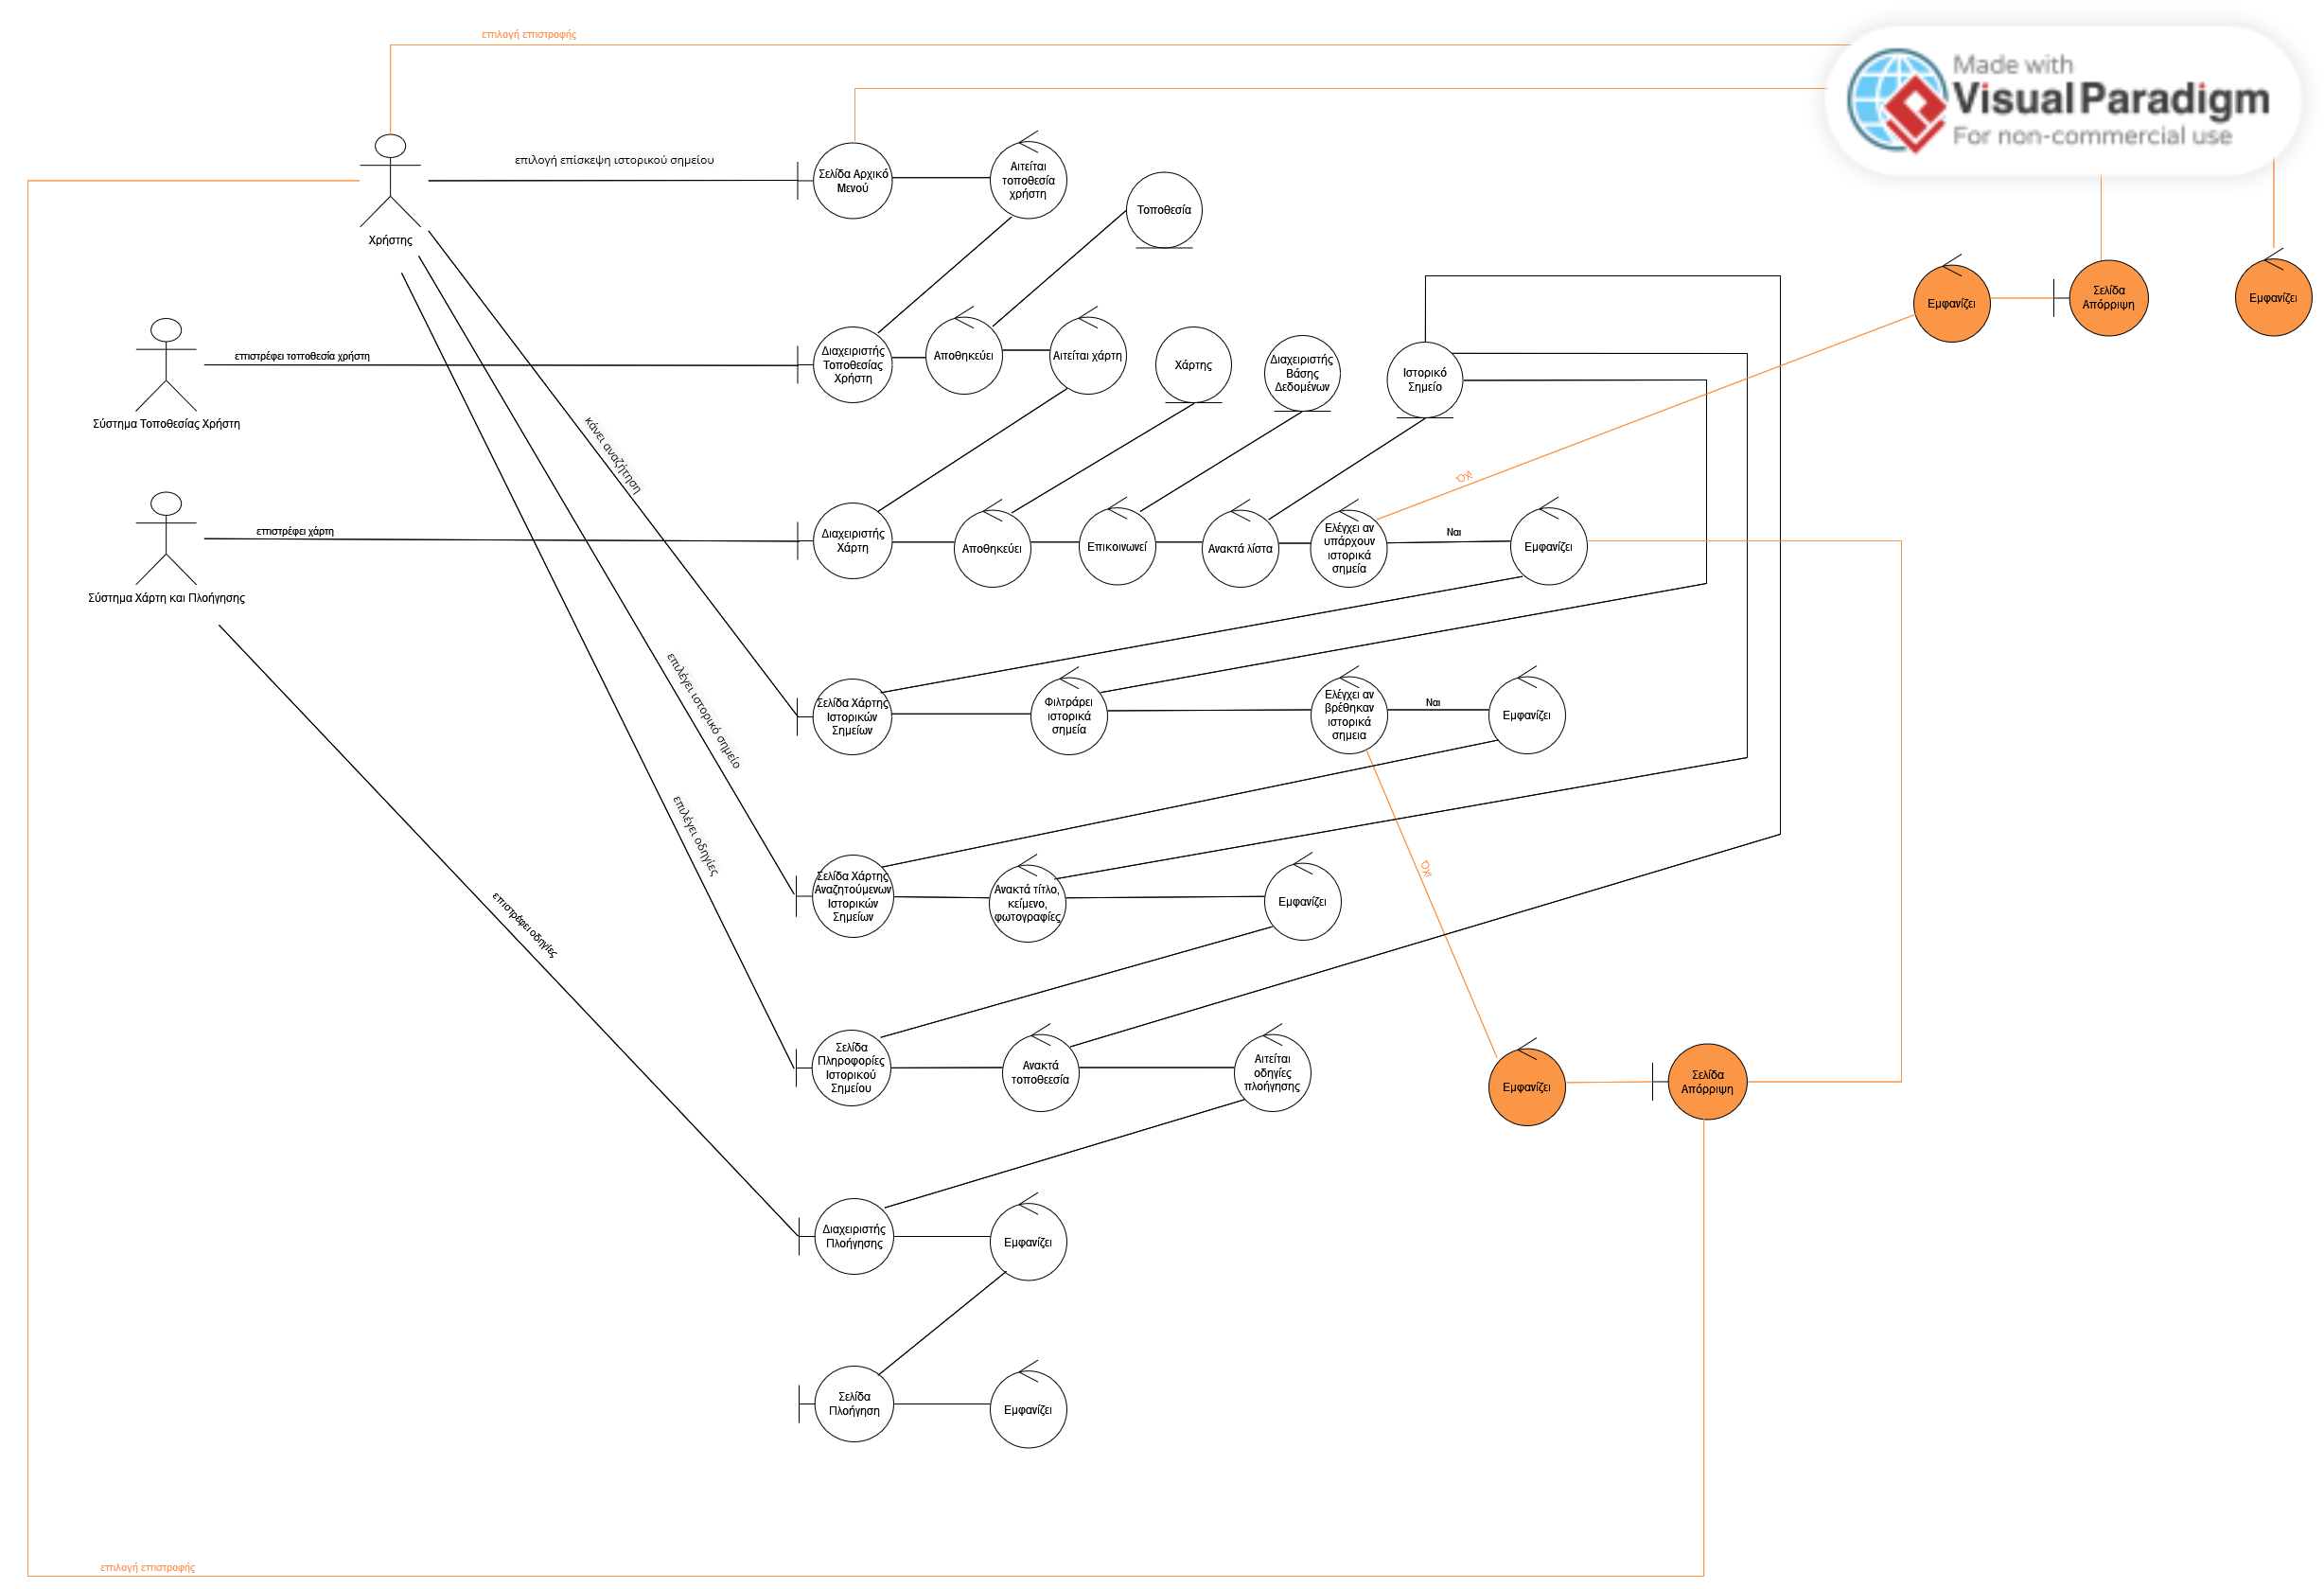 επιλογή επιστροφής
Made with
Visual Paradigm
For non-commercial use
επιλογή επίσκεψη ιστορικού σημείου
Σελίδα Αρχικό
Μενού
Αιτείται
τοποθεσία
χρήστη
Τοποθεσία
Χρήστης
Εμφανίζει
Σελίδα
Απόρριψη
Εμφανίζει
επιστρέφει τοποθεσία χρήστη
Διαχειριστής
Τοποθεσίας
Χρήστη
Αποθηκεύει
Αιτείται χάρτη
Χάρτης
Διαχειριστής
Βάσης
Δεδομένων
Ιστορικό
Σημείο
Σύστημα Τοποθεσίας Χρήστη
κάνει αναζήτηση
Όχι
επιστρέφει χάρτη
Διαχειριστής
Χάρτη
Αποθηκεύει
Επικοινωνεί
Ανακτά λίστα
Ελέγχει αν
υπάρχουν
ιστορικά
σημεία
Ναι
Εμφανίζει
Σύστημα Χάρτη και Πλοήγησης
επιλέγει ιστορικό σημείο
Σελίδα Χάρτης
Ιστορικών
Σημείων
Φιλτράρει
ιστορικά
σημεία
Ελέγχει αν
βρέθηκαν
ιστορικά
σημεια
Ναι
Εμφανίζει
επιλέγει οδηγίες
Όχι
Σελίδα Χάρτης
Αναζητούμενων
Ιστορικών
Σημείων
Ανακτά τίτλο,
κείμενο,
φωτογραφίες
Εμφανίζει
επιστρέφει οδηγίες
Σελίδα
Πληροφορίες
Ιστορικού
Σημείου
Ανακτά
τοποθεεσία
Αιτείται
οδηγίες
πλοήγησης
Εμφανίζει
Σελίδα
Απόρριψη
Διαχειριστής
Πλοήγησης
Εμφανίζει
Σελίδα
Πλοήγηση
Εμφανίζει
επιλογή επιστροφής